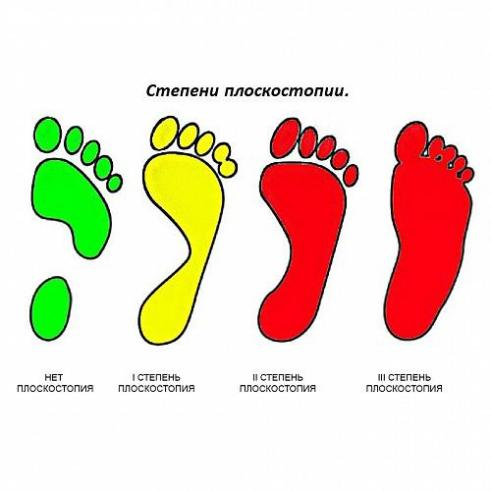 Степени плоскостопии.
НЕТ
ПЛОСКОСТОПИЯ
I СТЕПЕНЬ
ПЛОСКОСТОПИЯ
II СТЕПЕНЬ
ПЛОСКОСТОПИЯ
III СТЕПЕНЬ
ПЛОСКОСТОПИЯ